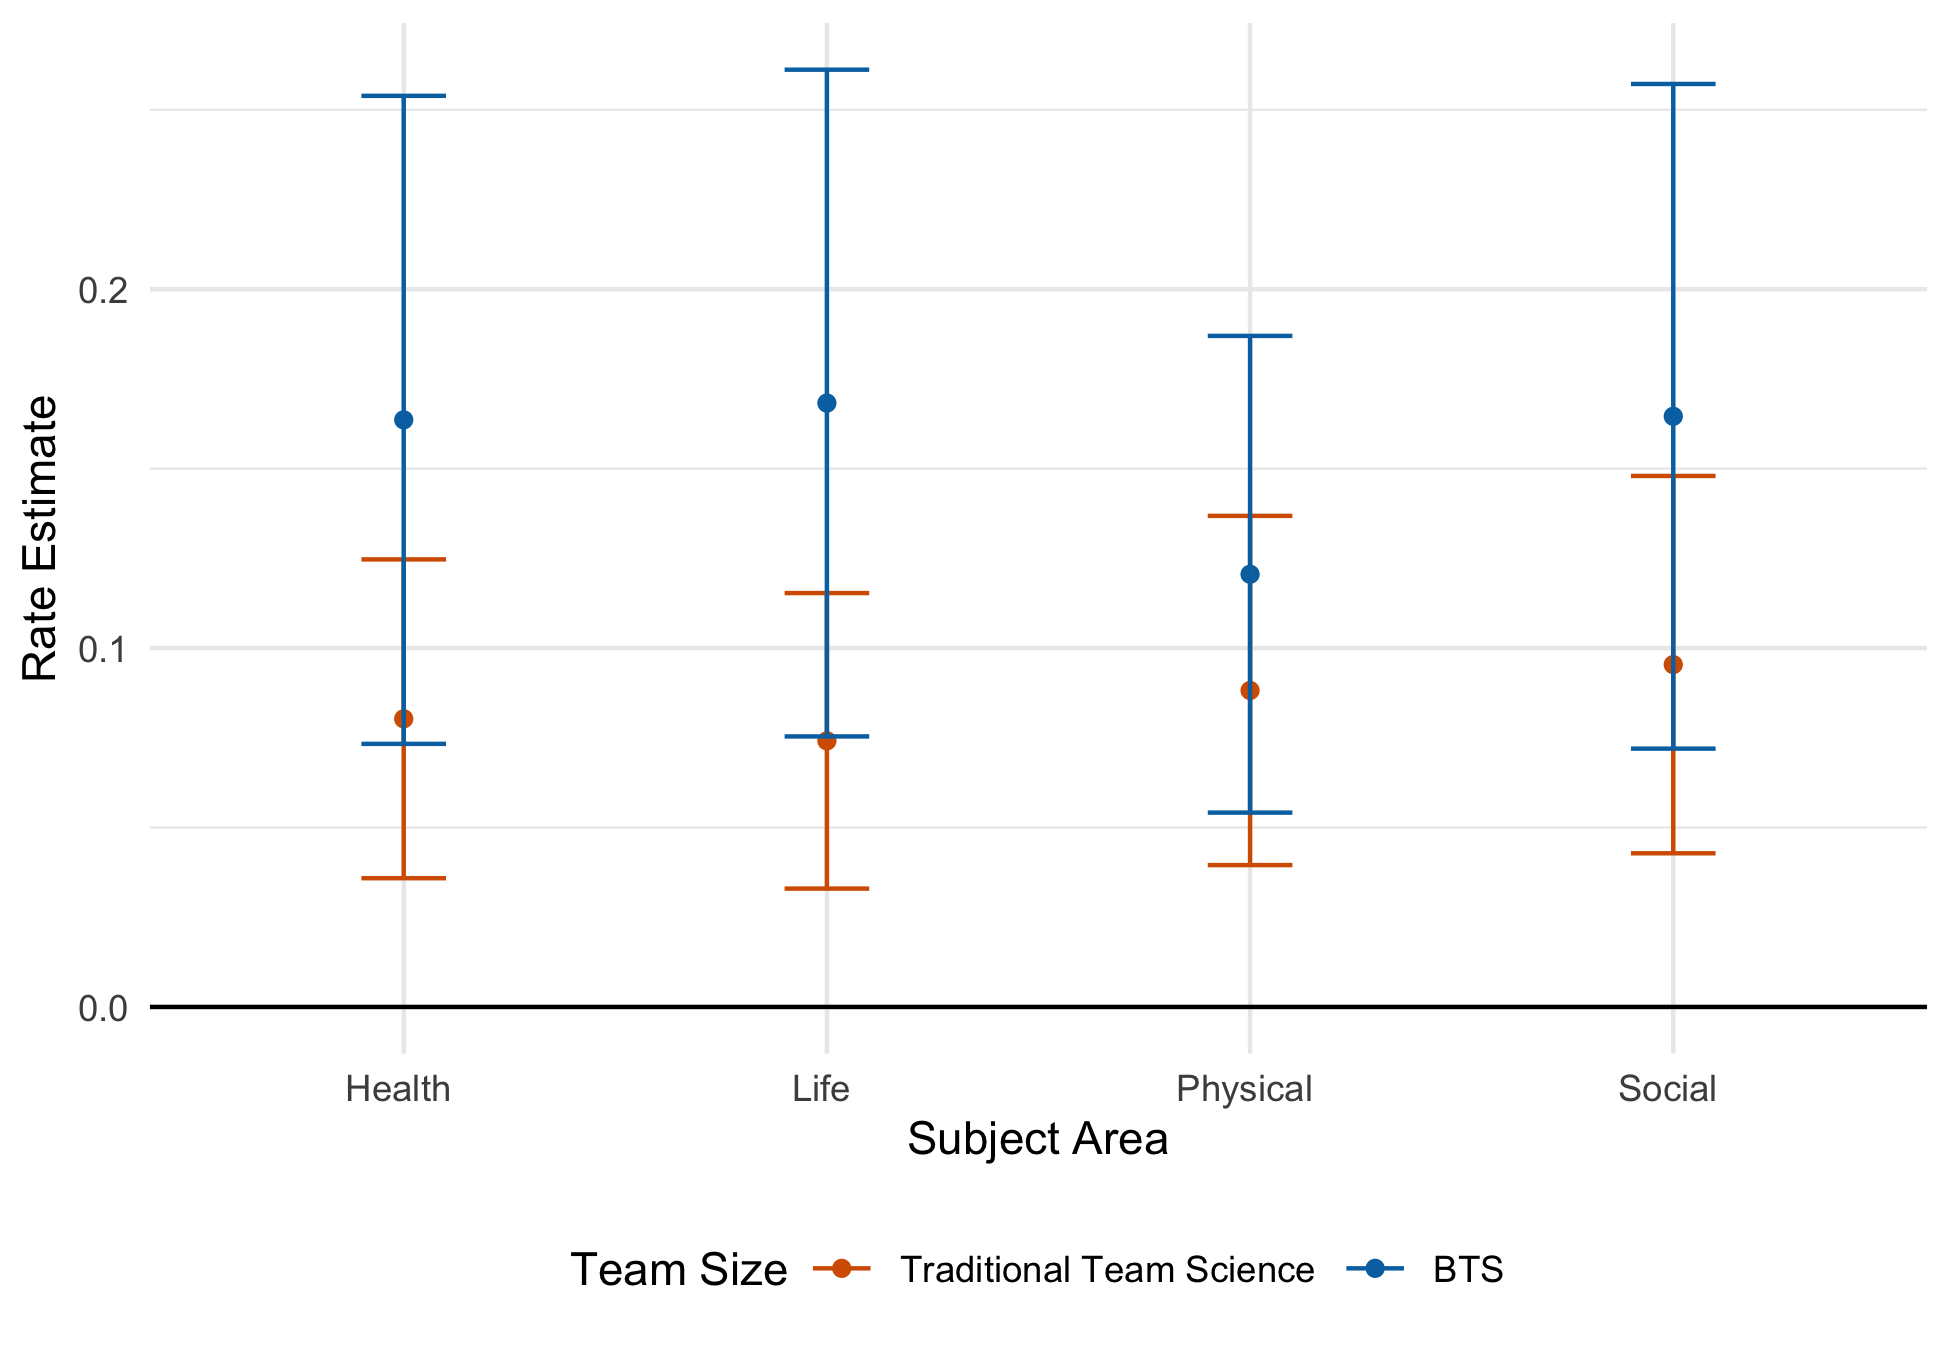 Rate Estimate
0.2
0.1
0.0
Health Life Physical Social
Subject Area
Team Size Traditional Team Science BTS